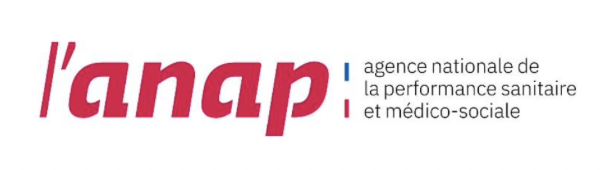 l'anap
agence nationale de
la performance sanitaire
et médico-sociale